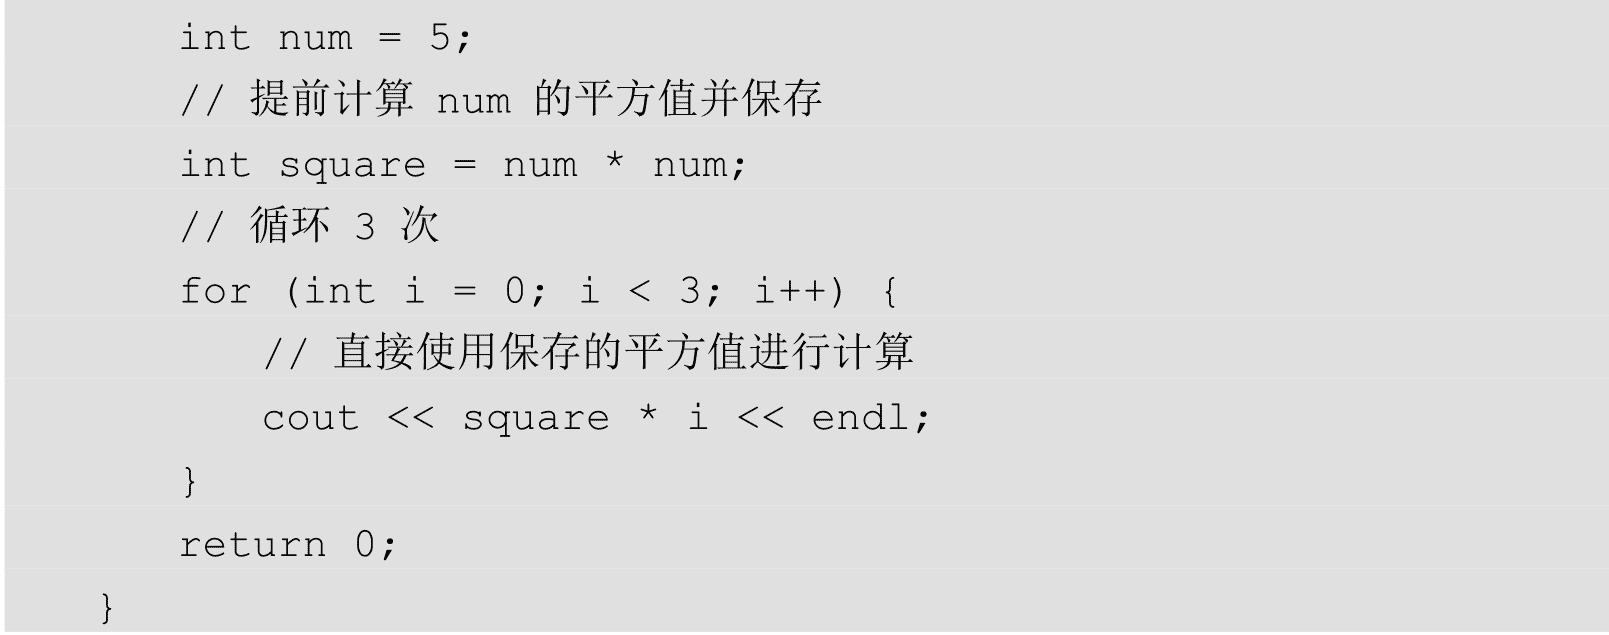 int num = 5;
// 提前计算 num 的平方值并保存
int square = num * num;
// 循环 3 次
for (int i = 0; i < 3; i++) {
// 直接使用保存的平方值进行计算
cout << square * i << endl;
}
return 0;
}